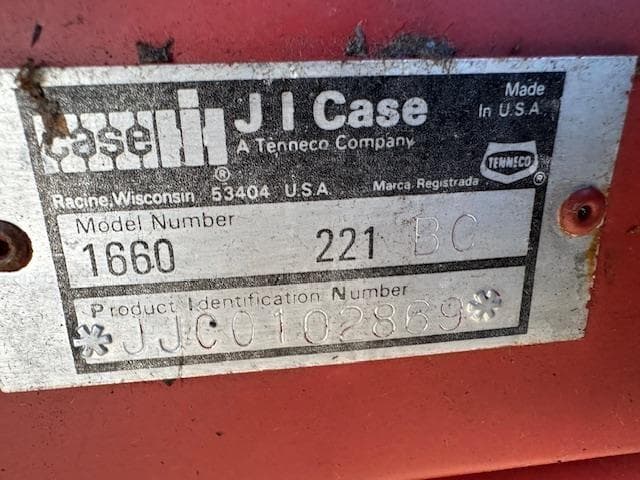 Case IH
J I Case
A Tenneco Company
Made
In U.S.A.
TENNECO
Racine, Wisconsin 53404 U.S.A.
Marca Registrada
Model Number
1660 221 BC
Product Identification Number
*JJC0102869*